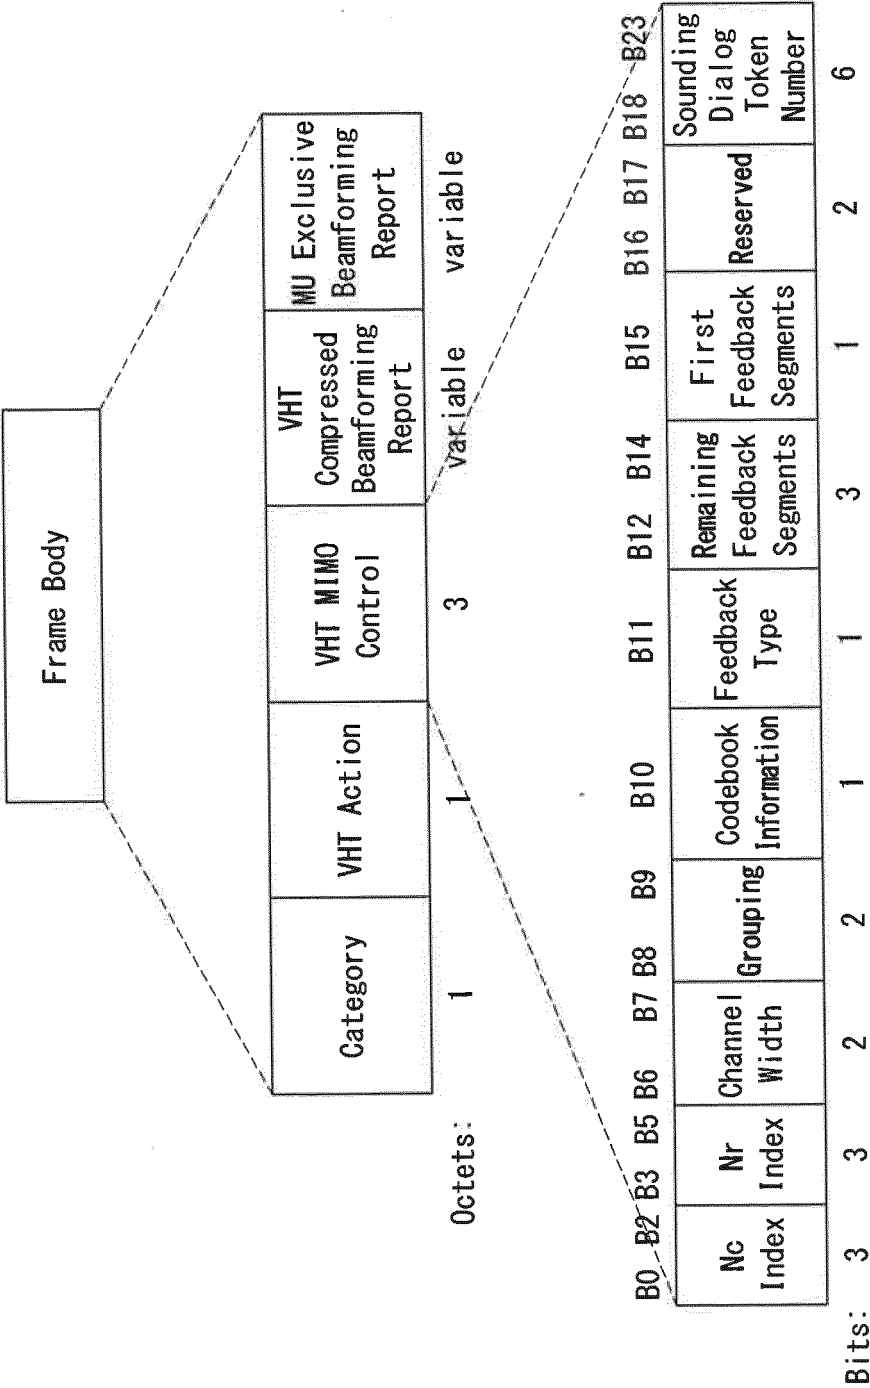 Frame Body
Category
VHT Action
VHT MIMO
Control
VHT
Compressed
Beamforming
Report
MU Exclusive
Beamforming
Report
Octets: 1 1 3 variable variable
B0 B2 B3 B5 B6 B7 B8 B9 B10 B11 B12 B14 B15 B16 B17 B18 B23
Nc
Index
Nr
Index
Channel
Width
Grouping
Codebook
Information
Feedback
Type
Remaining
Feedback
Segments
First
Feedback
Segments
Reserved
Sounding
Dialog
Token
Number
Bits: 3 3 2 2 1 1 3 1 2 6